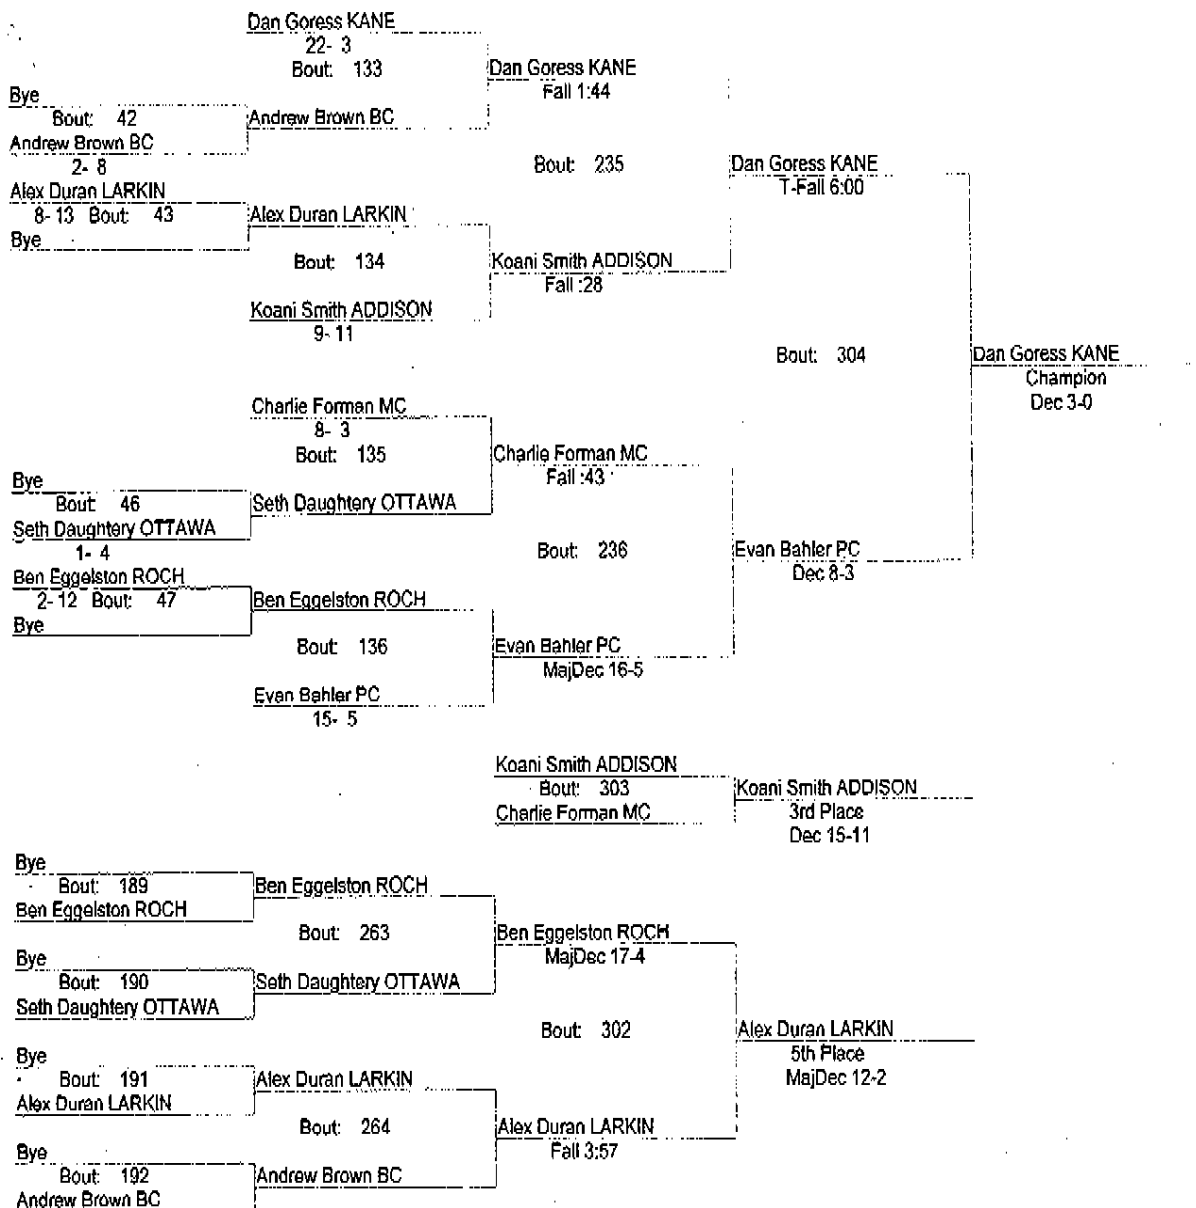 Dan Goress KANE
22- 3
Bout: 133
Dan Goress KANE
Fall 1:44
Bye
Bout: 42
Andrew Brown BC
Andrew Brown BC
2- 8
Bout: 235
Dan Goress KANE
T-Fall 6:00
Alex Duran LARKIN
8- 13 Bout: 43
Alex Duran LARKIN
Bye
Bout: 134
Koani Smith ADDISON
Fall :28
Koani Smith ADDISON
9- 11
Bout: 304
Dan Goress KANE
Champion
Dec 3-0
Charlie Forman MC
8- 3
Bout: 135
Charlie Forman MC
Fall :43
Bye
Bout: 46
Seth Daughtery OTTAWA
Seth Daughtery OTTAWA
1- 4
Bout: 236
Evan Bahler PC
Dec 8-3
Ben Eggelston ROCH
2- 12 Bout: 47
Ben Eggelston ROCH
Bye
Bout: 136
Evan Bahler PC
MajDec 16-5
Evan Bahler PC
15- 5
Koani Smith ADDISON
Bout: 303
Koani Smith ADDISON
Charlie Forman MC
3rd Place
Dec 15-11
Bye
Bout: 189
Ben Eggelston ROCH
Ben Eggelston ROCH
Bout: 263
Ben Eggelston ROCH
MajDec 17-4
Bye
Bout: 190
Seth Daughtery OTTAWA
Seth Daughtery OTTAWA
Bout: 302
Alex Duran LARKIN
5th Place
MajDec 12-2
Bye
Bout: 191
Alex Duran LARKIN
Alex Duran LARKIN
Bout: 264
Alex Duran LARKIN
Fall 3:57
Bye
Bout: 192
Andrew Brown BC
Andrew Brown BC